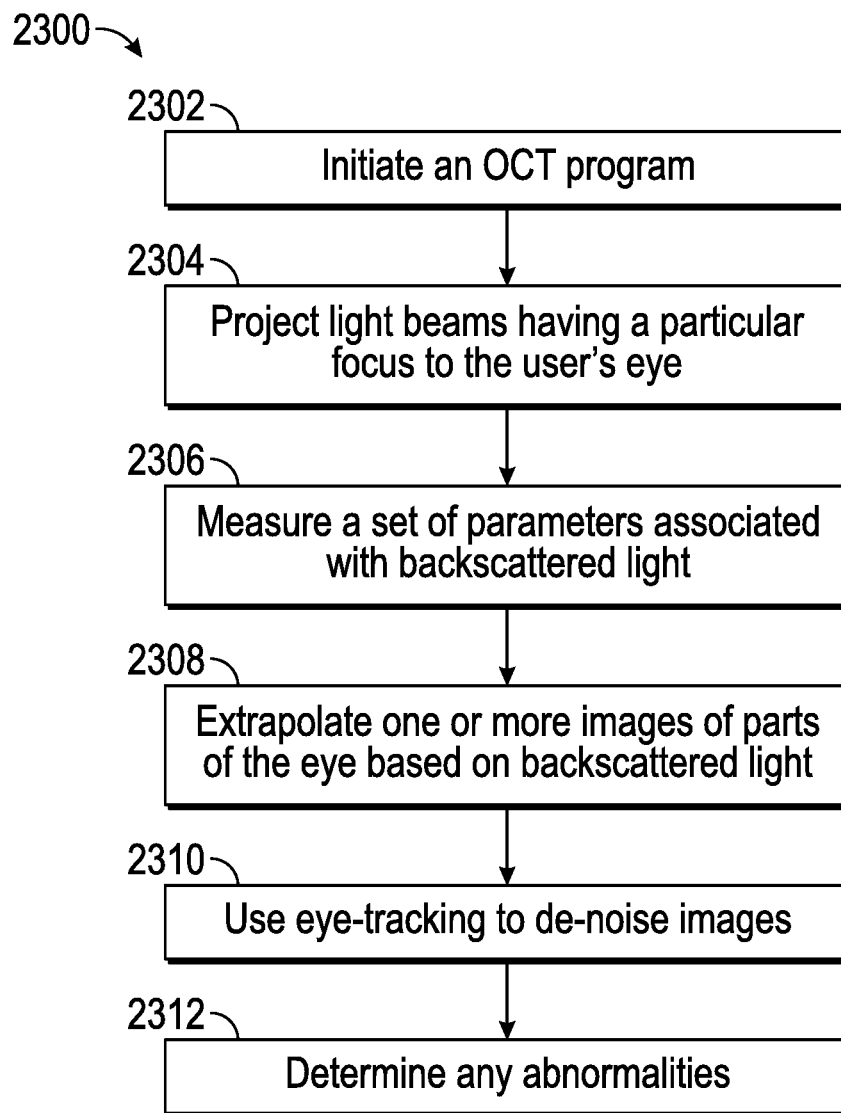 2300
2302
Initiate an OCT program
2304
Project light beams having a particular
focus to the user's eye
2306
Measure a set of parameters associated
with backscattered light
2308
Extrapolate one or more images of parts
of the eye based on backscattered light
2310
Use eye-tracking to de-noise images
2312
Determine any abnormalities